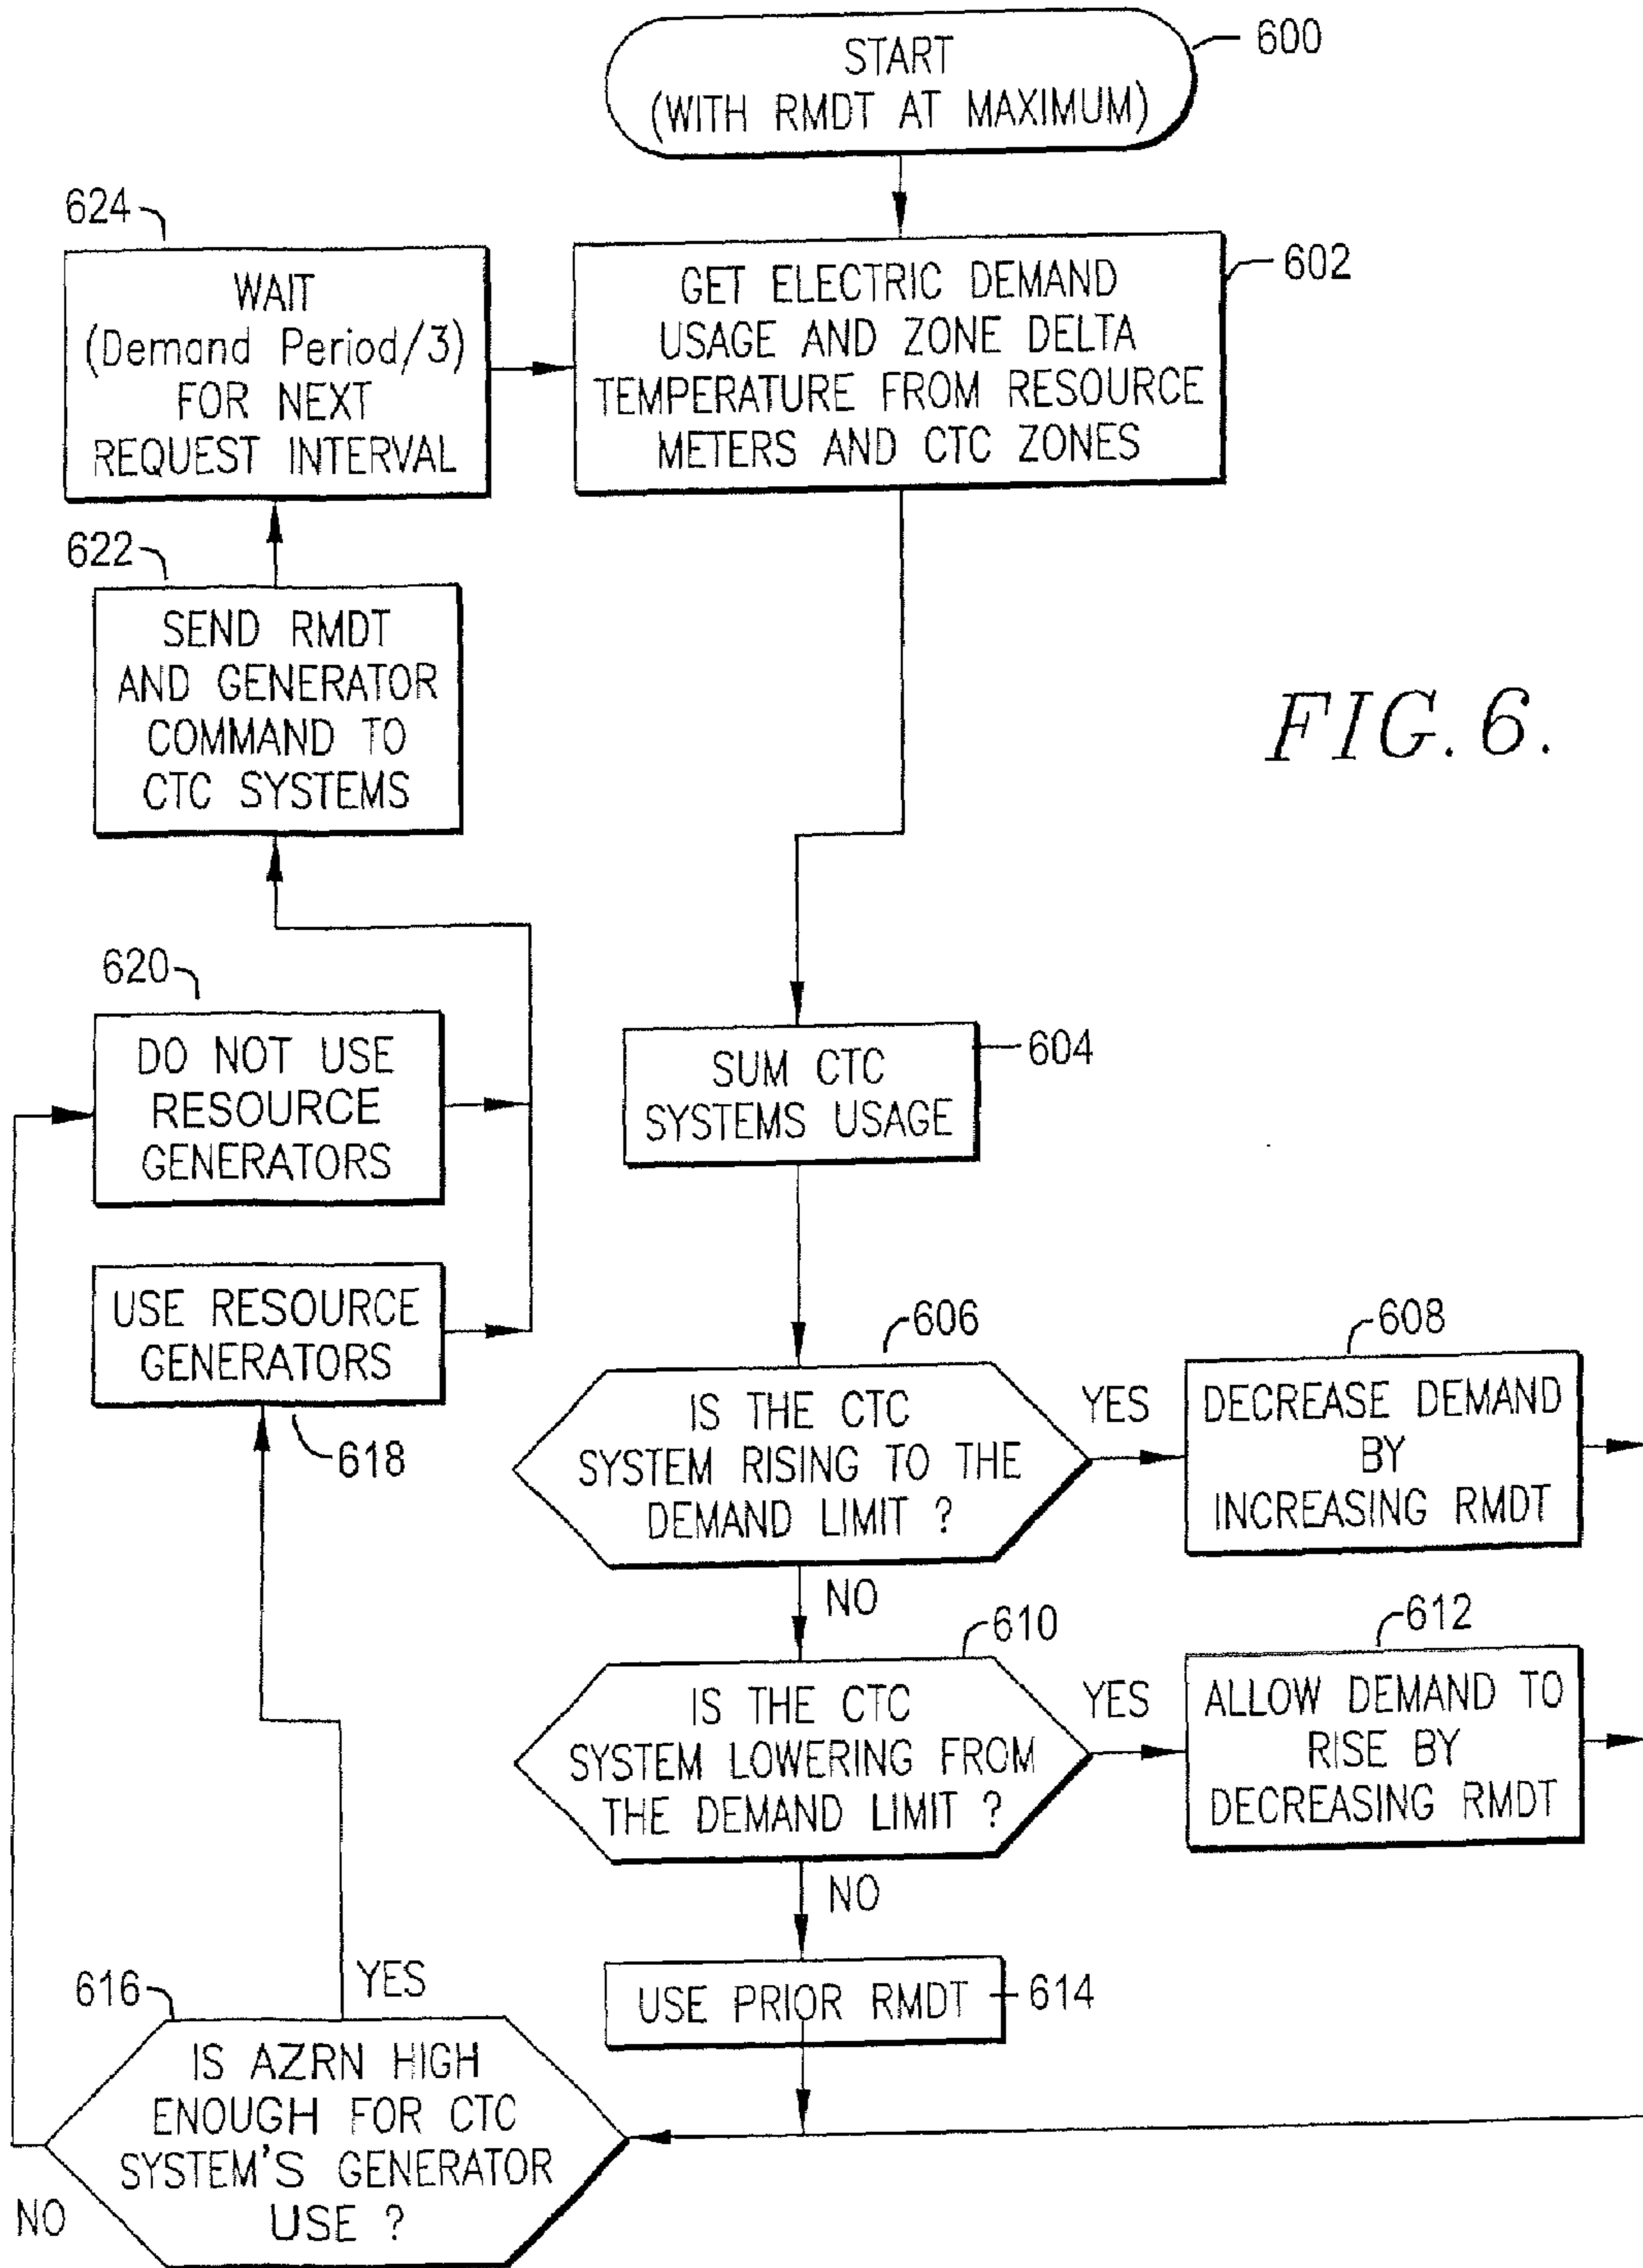 START
(WITH RMDT AT MAXIMUM)
600
624
WAIT
(Demand Period/3)
FOR NEXT
REQUEST INTERVAL
GET ELECTRIC DEMAND
USAGE AND ZONE DELTA
TEMPERATURE FROM RESOURCE
METERS AND CTC ZONES
602
622
SEND RMDT
AND GENERATOR
COMMAND TO
CTC SYSTEMS
FIG. 6.
620
DO NOT USE
RESOURCE
GENERATORS
SUM CTC
SYSTEMS USAGE
604
USE RESOURCE
GENERATORS
618
606
IS THE CTC
SYSTEM RISING TO THE
DEMAND LIMIT ?
YES
608
DECREASE DEMAND
BY
INCREASING RMDT
NO
610
IS THE CTC
SYSTEM LOWERING FROM
THE DEMAND LIMIT ?
YES
612
ALLOW DEMAND TO
RISE BY
DECREASING RMDT
NO
USE PRIOR RMDT
614
616
YES
IS AZRN HIGH
ENOUGH FOR CTC
SYSTEM'S GENERATOR
USE ?
NO